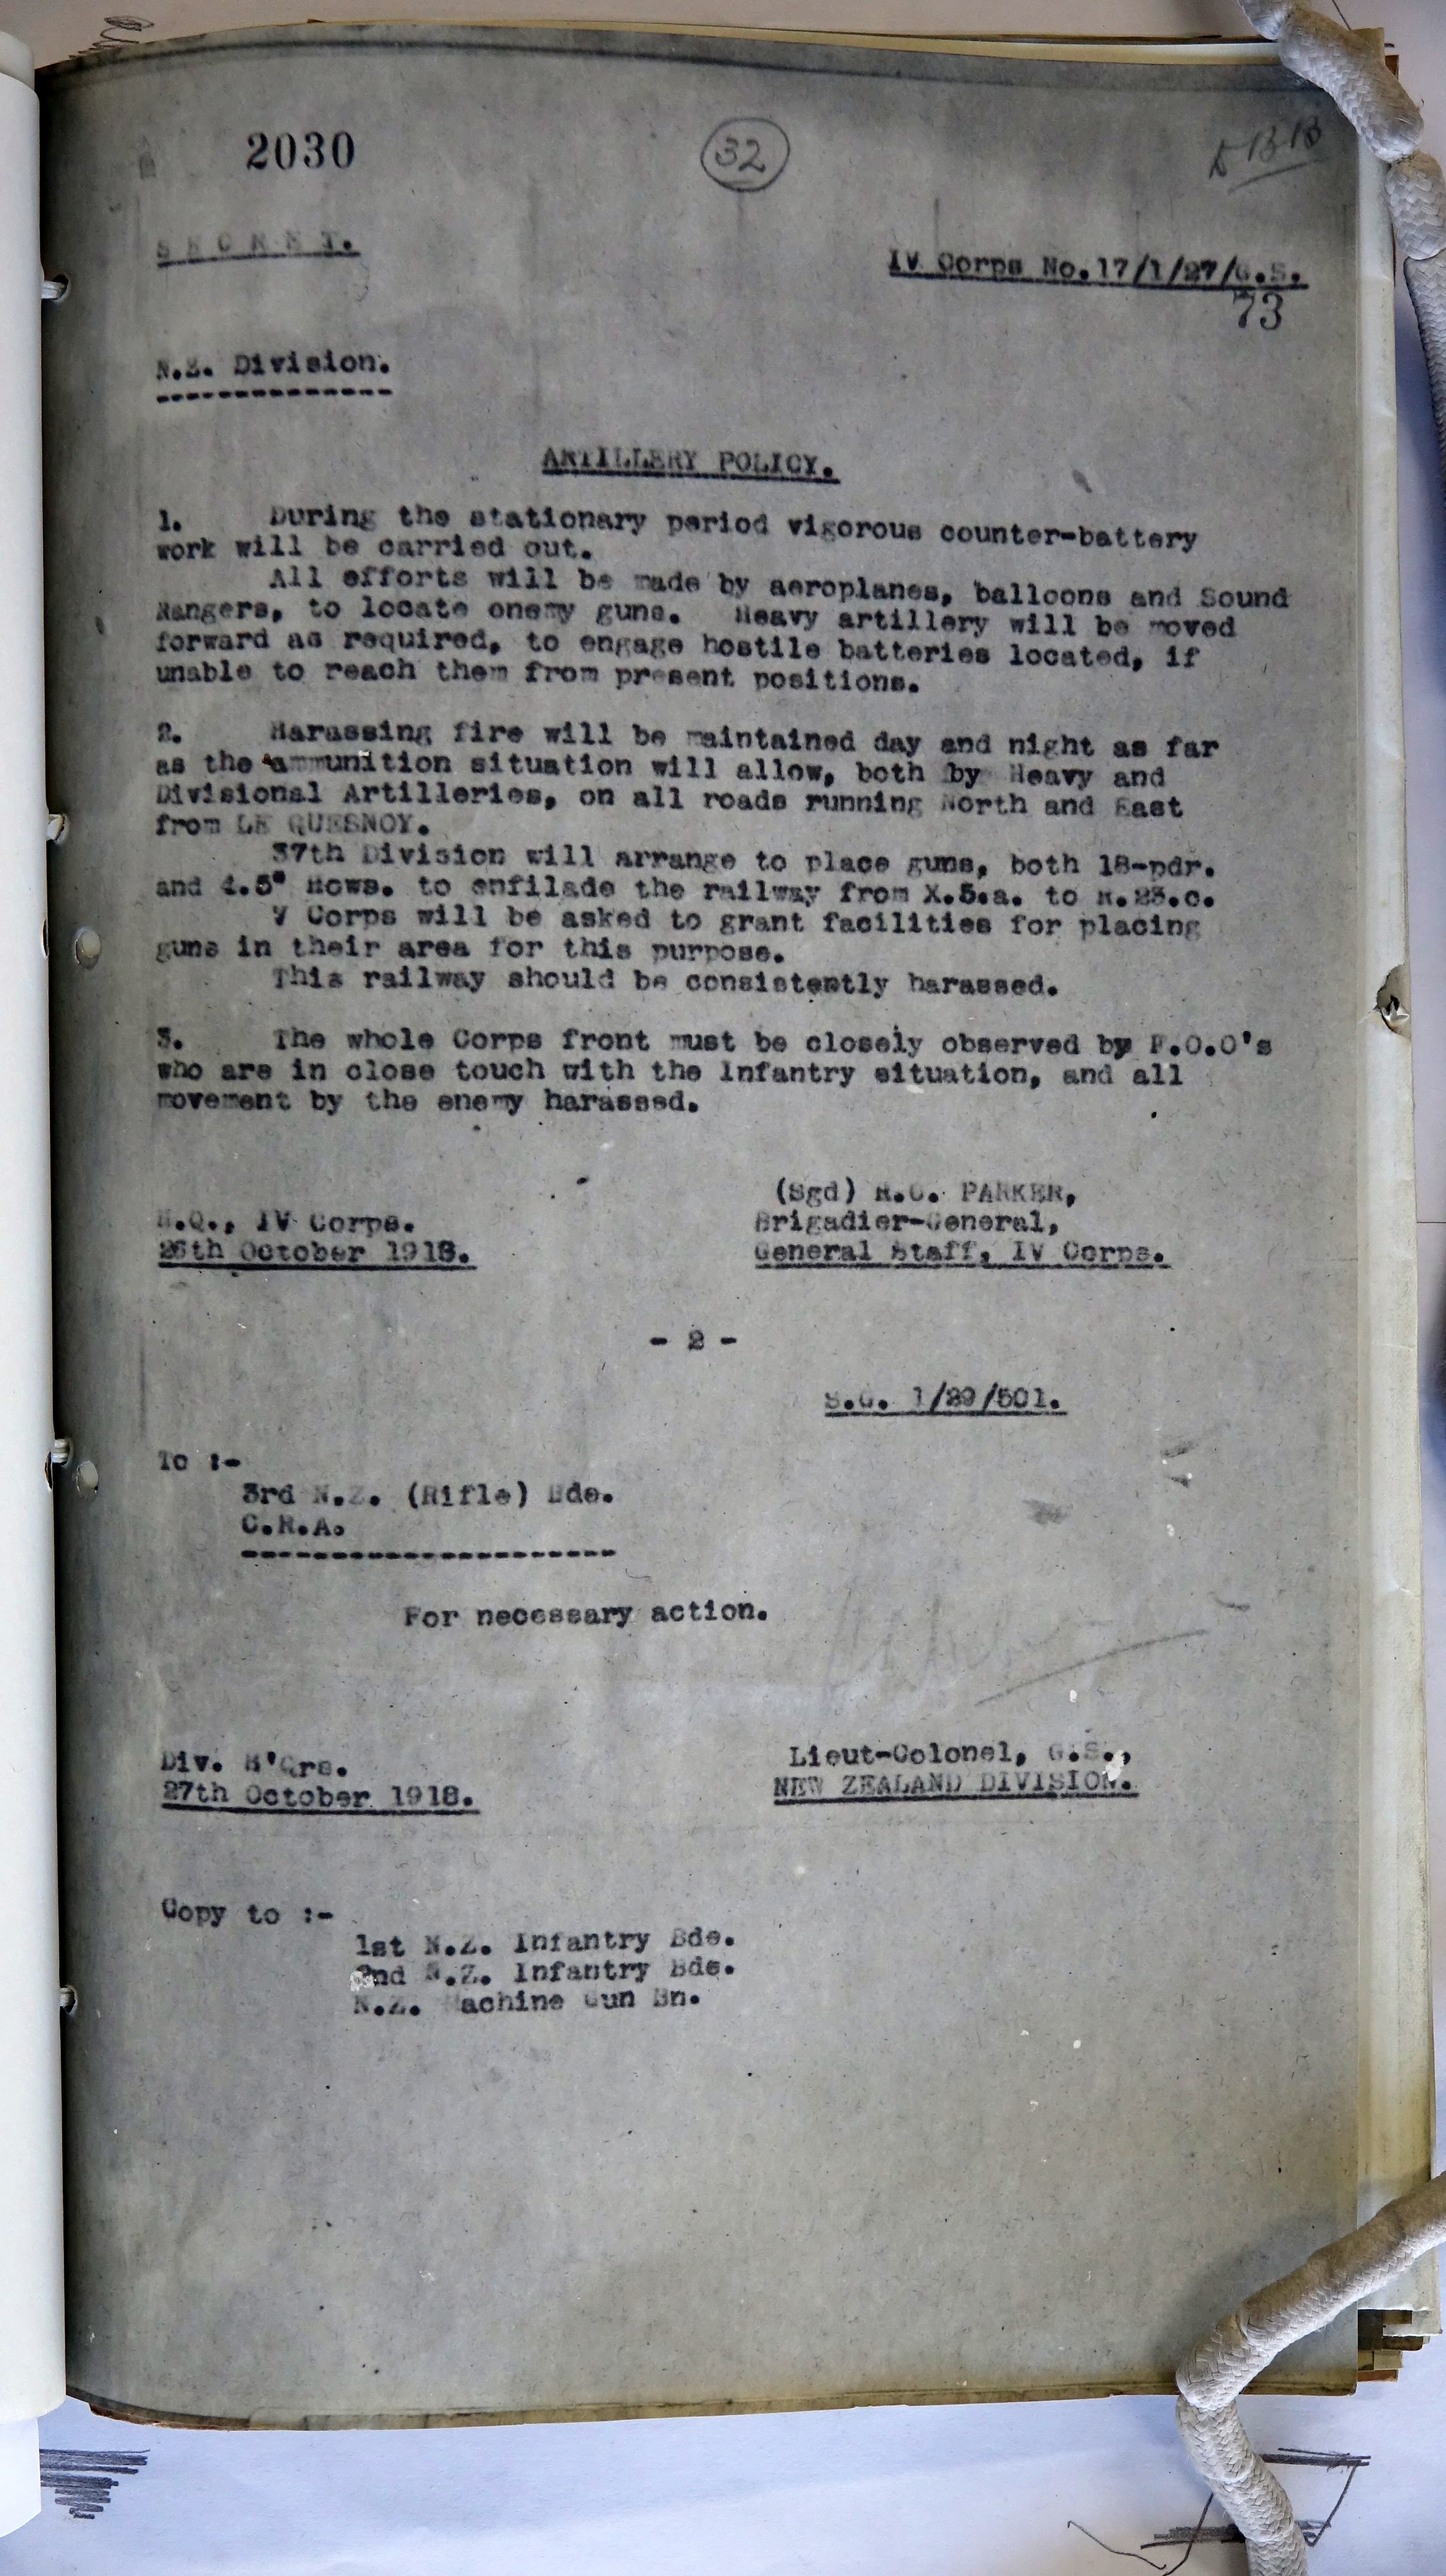 2030
32
SECRET.
IV Corps No.17/1/27/G.S.
73
N.Z. Division.
ARTILLERY POLICY.
1. During the stationary period vigorous counter-battery
work will be carried out.
All efforts will be made by aeroplanes, balloons and Sound
Rangers, to locate enemy guns. Heavy artillery will be moved
forward as required, to engage hostile batteries located, if
unable to reach them from present positions.
2. Harassing fire will be maintained day and night as far
as the ammunition situation will allow, both by Heavy and
Divisional Artilleries, on all roads running North and East
from LE QUESNOY.
37th Division will arrange to place guns, both 18-pdr.
and 4.5" Hows. to enfilade the railway from X.5.a. to R.23.c.
V Corps will be asked to grant facilities for placing
guns in their area for this purpose.
This railway should be consistently harassed.
3. The whole Corps front must be closely observed by F.O.O's
who are in close touch with the Infantry situation, and all
movement by the enemy harassed.
(Sgd) R.G. PARKER,
H.Q., IV Corps. Brigadier-General,
26th October 1918. General Staff, IV Corps.
- 2 -
S.G. 1/29/501.
To :-
3rd N.Z. (Rifle) Bde.
C.R.A.
For necessary action.
Div. H'Qrs. Lieut-Colonel, G.S.,
27th October 1918. NEW ZEALAND DIVISION.
Copy to :-
1st N.Z. Infantry Bde.
2nd N.Z. Infantry Bde.
N.Z. Machine Gun Bn.